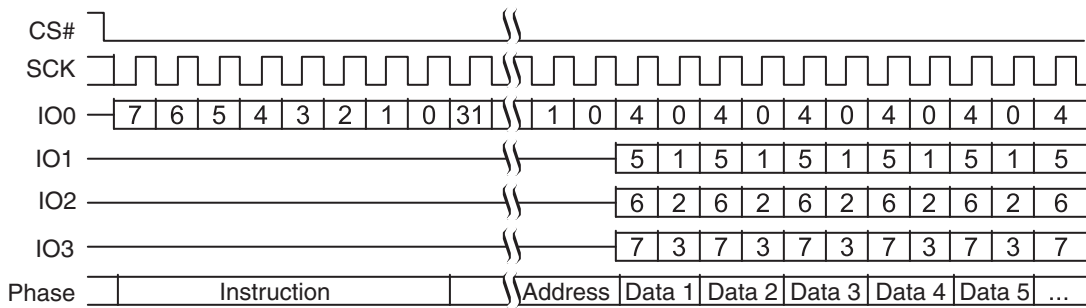 CS#
SCK
IO0 7 6 5 4 3 2 1 0 31 1 0 4 0 4 0 4 0 4 0 4 0 4
IO1 5 1 5 1 5 1 5 1 5 1 5
IO2 6 2 6 2 6 2 6 2 6 2 6
IO3 7 3 7 3 7 3 7 3 7 3 7
Phase Instruction Address Data 1 Data 2 Data 3 Data 4 Data 5 ...